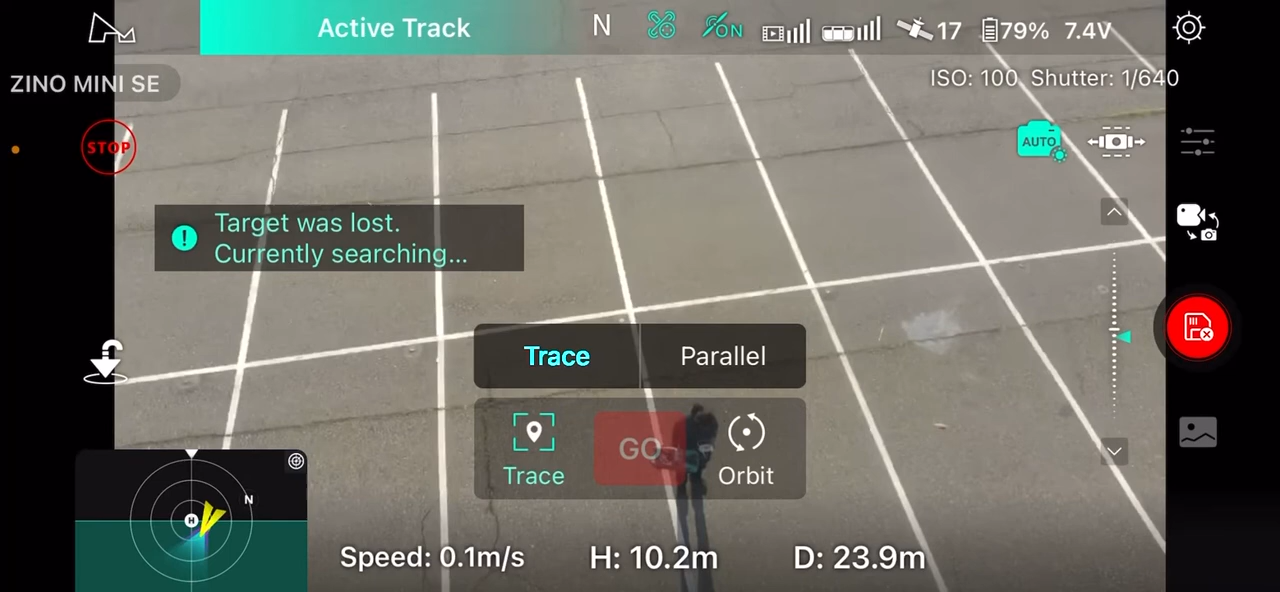 Active Track
N
ON
17
79%
7.4V
ZINO MINI SE
ISO: 100 Shutter: 1/640
STOP
AUTO
Target was lost.
Currently searching...
Trace
Parallel
GO
Trace
Orbit
N
H
Speed: 0.1m/s
H: 10.2m
D: 23.9m